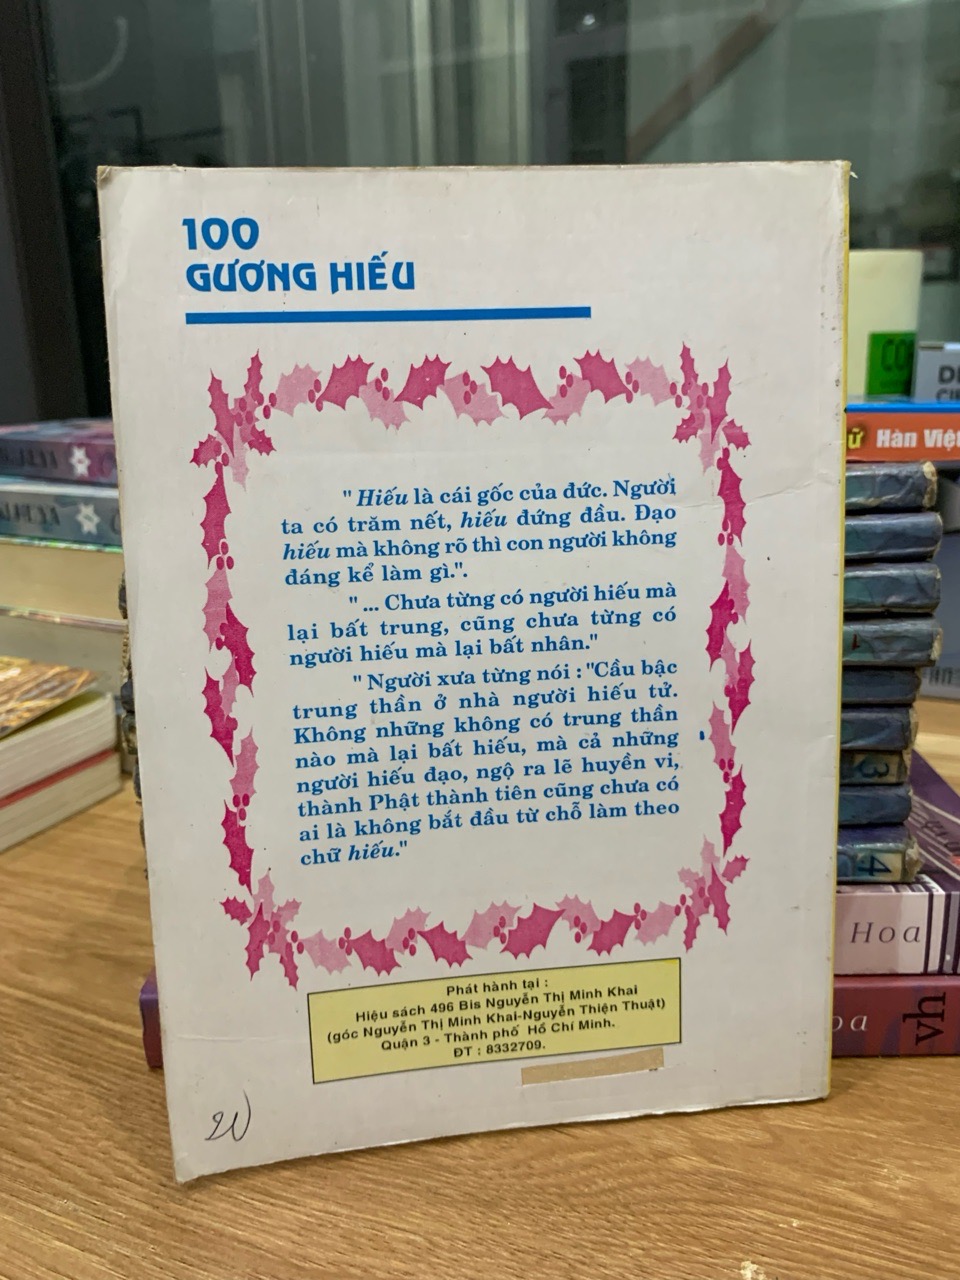 100
GƯƠNG HIẾU
" Hiếu là cái gốc của đức. Người
ta có trăm nết, hiếu đứng đầu. Đạo
hiếu mà không rõ thì con người không
đáng kể làm gì.".
" ... Chưa từng có người hiếu mà
lại bất trung, cũng chưa từng có
người hiếu mà lại bất nhân."
" Người xưa từng nói : "Cầu bậc
trung thần ở nhà người hiếu tử.
Không những không có trung thần
nào mà lại bất hiếu, mà cả những
người hiếu đạo, ngộ ra lẽ huyền vi,
thành Phật thành tiên cũng chưa có
ai là không bắt đầu từ chỗ làm theo
chữ hiếu."
Phát hành tại :
Hiệu sách 496 Bis Nguyễn Thị Minh Khai
(góc Nguyễn Thị Minh Khai-Nguyễn Thiện Thuật)
Quận 3 - Thành phố Hồ Chí Minh.
ĐT : 8332709.
Hàn Việt
1
3
4
Hoa
vh